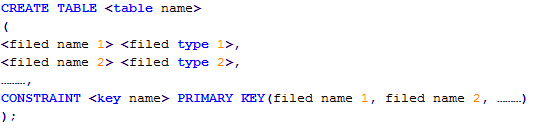 CREATE TABLE <table name>
(
<filed name 1> <filed type 1>,
<filed name 2> <filed type 2>,
………,
CONSTRAINT <key name> PRIMARY KEY(filed name 1, filed name 2, ………)
);